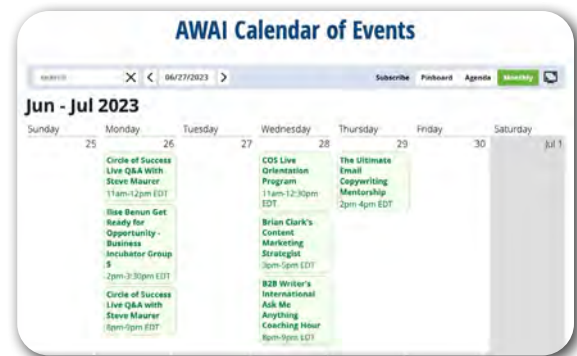 AWAI Calendar of Events
search
06/27/2023
Subscribe Pinboard Agenda Monthly
Jun - Jul 2023
Sunday Monday Tuesday Wednesday Thursday Friday Saturday
25 26 27 28 29 30 Jul 1
Circle of Success
Live Q&A With
Steve Maurer
11am-12pm EDT
Ilise Benun Get
Ready for
Opportunity -
Business
Incubator Group
5
2pm-3:30pm EDT
Circle of Success
Live Q&A with
Steve Maurer
8pm-9pm EDT
COS Live
Orientation
Program
11am-12:30pm
EDT
Brian Clark's
Content
Marketing
Strategist
3pm-5pm EDT
B2B Writer's
International
Ask Me
Anything
Coaching Hour
8pm-9pm EDT
The Ultimate
Email
Copywriting
Mentorship
2pm-4pm EDT